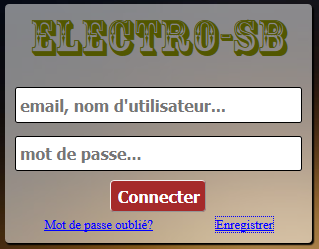 ELECTRO-SB
email, nom d'utilisateur...
mot de passe...
Connecter
Mot de passe oublié? Enregistrer